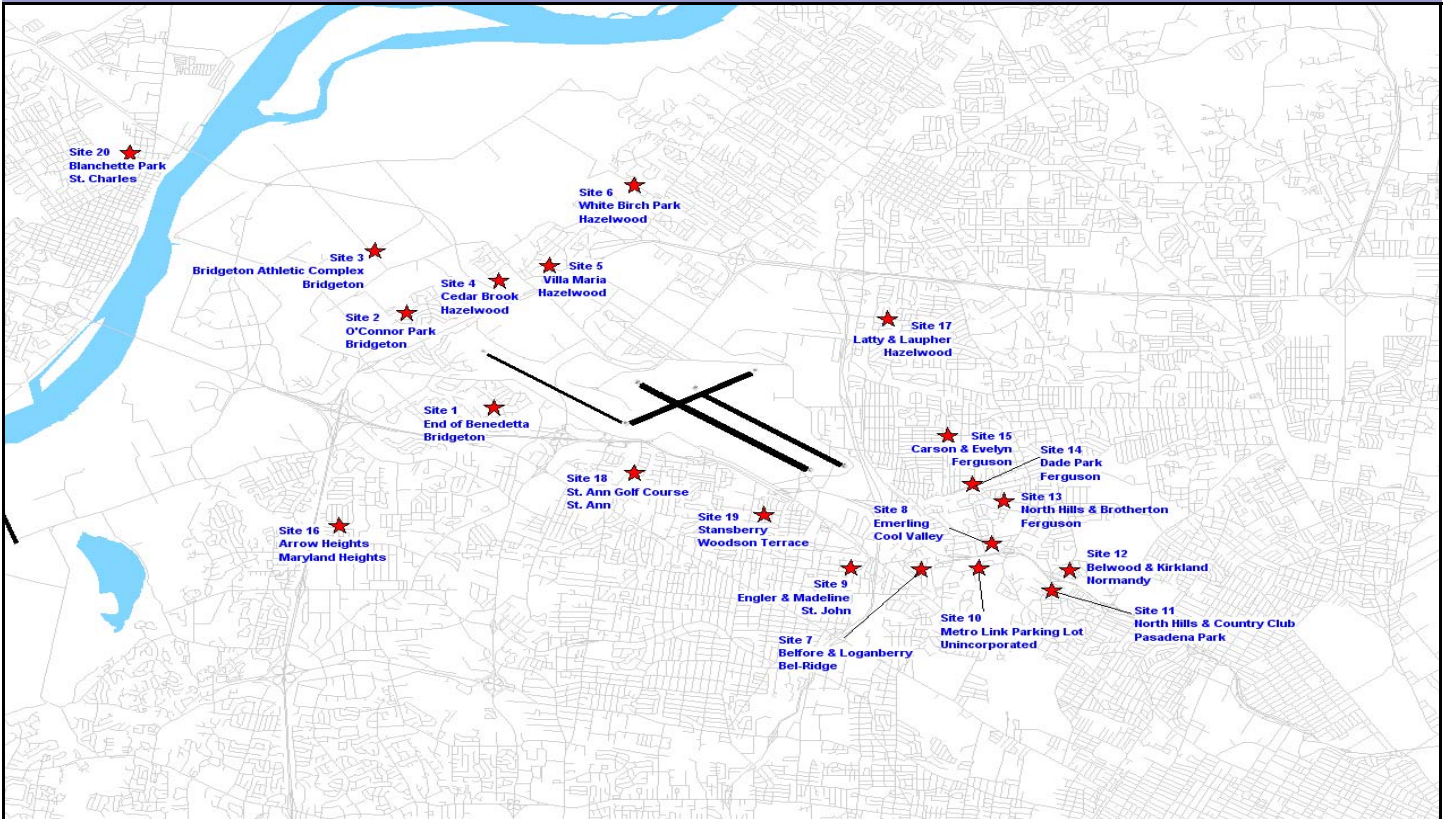 Site 20
Blanchette Park
St. Charles
Site 6
White Birch Park
Hazelwood
Site 3
Bridgeton Athletic Complex
Bridgeton
Site 4
Cedar Brook
Hazelwood
Site 5
Villa Maria
Hazelwood
Site 2
O'Connor Park
Bridgeton
Site 17
Latty & Laupher
Hazelwood
Site 1
End of Benedetta
Bridgeton
Site 15
Carson & Evelyn
Ferguson
Site 14
Dade Park
Ferguson
Site 18
St. Ann Golf Course
St. Ann
Site 13
North Hills & Brotherton
Ferguson
Site 8
Emerling
Cool Valley
Site 19
Stansberry
Woodson Terrace
Site 16
Arrow Heights
Maryland Heights
Site 12
Belwood & Kirkland
Normandy
Site 9
Engler & Madeline
St. John
Site 11
North Hills & Country Club
Pasadena Park
Site 10
Metro Link Parking Lot
Unincorporated
Site 7
Belfore & Loganberry
Bel-Ridge